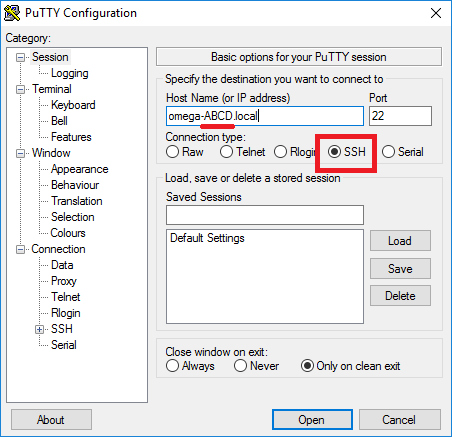 PuTTY Configuration
Category:
Session
Logging
Terminal
Keyboard
Bell
Features
Window
Appearance
Behaviour
Translation
Selection
Colours
Connection
Data
Proxy
Telnet
Rlogin
SSH
Serial
Basic options for your PuTTY session
Specify the destination you want to connect to
Host Name (or IP address) Port
omega-ABCD.local 22
Connection type:
Raw Telnet Rlogin SSH Serial
Load, save or delete a stored session
Saved Sessions
Default Settings
Load
Save
Delete
Close window on exit:
Always Never Only on clean exit
About Open Cancel